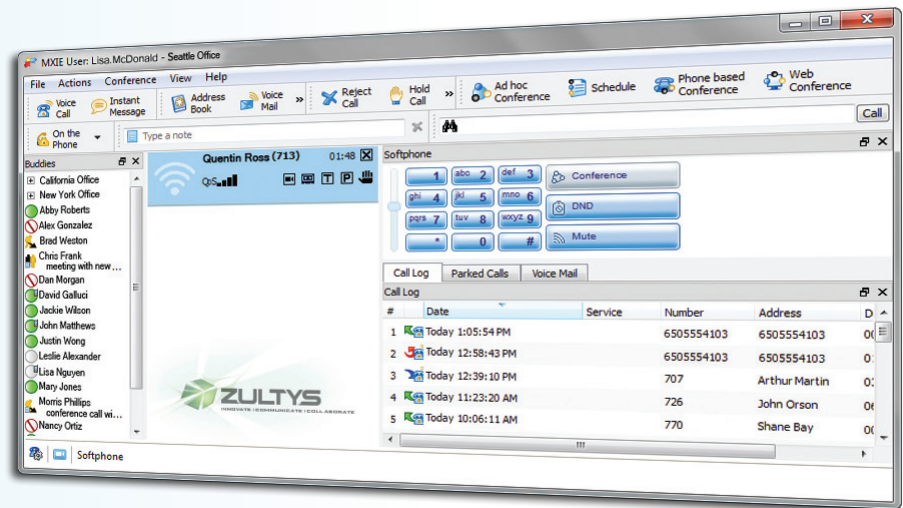 MXIE User: Lisa.McDonald - Seattle Office
File Actions Conference View Help
Voice Call
Instant Message
Address Book
Voice Mail
»
Reject Call
Hold Call
»
Ad hoc Conference
Schedule
Phone based Conference
Web Conference
On the Phone
Type a note
Call
Buddies
California Office
New York Office
Abby Roberts
Alex Gonzalez
Brad Weston
Chris Frank
meeting with new ...
Dan Morgan
David Galluci
Jackie Wilson
John Matthews
Justin Wong
Leslie Alexander
Lisa Nguyen
Mary Jones
Morris Phillips
conference call wi...
Nancy Ortiz
Quentin Ross (713) 01:48
QoS
T P
ZULTYS
INNOVATE | COMMUNICATE | COLLABORATE
Softphone
1 abc 2 def 3
ghi 4 jkl 5 mno 6
pqrs 7 tuv 8 wxyz 9
* 0 #
Conference
DND
Mute
Call Log Parked Calls Voice Mail
Call Log
# Date Service Number Address D
1 Today 1:05:54 PM 6505554103 6505554103
2 Today 12:58:43 PM 6505554103 6505554103
3 Today 12:39:10 PM 707 Arthur Martin
4 Today 11:23:20 AM 726 John Orson
5 Today 10:06:11 AM 770 Shane Bay
Softphone